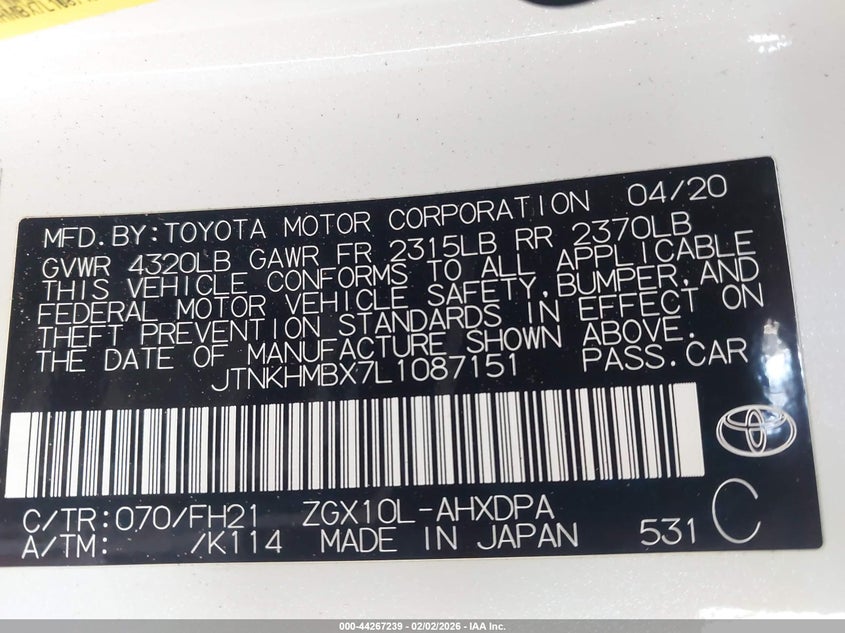 MFD.BY:TOYOTA MOTOR CORPORATION 04/20
GVWR 4320LB GAWR FR 2315LB RR 2370LB
THIS VEHICLE CONFORMS TO ALL APPLICABLE
FEDERAL MOTOR VEHICLE SAFETY,BUMPER,AND
THEFT PREVENTION STANDARDS IN EFFECT ON
THE DATE OF MANUFACTURE SHOWN ABOVE.
JTNKHMBX7L1087151 PASS.CAR
C/TR:070/FH21 ZGX10L-AHXDPA C
A/TM: /K114 MADE IN JAPAN 531
000-44267239 - 02/02/2026 - IAA Inc.